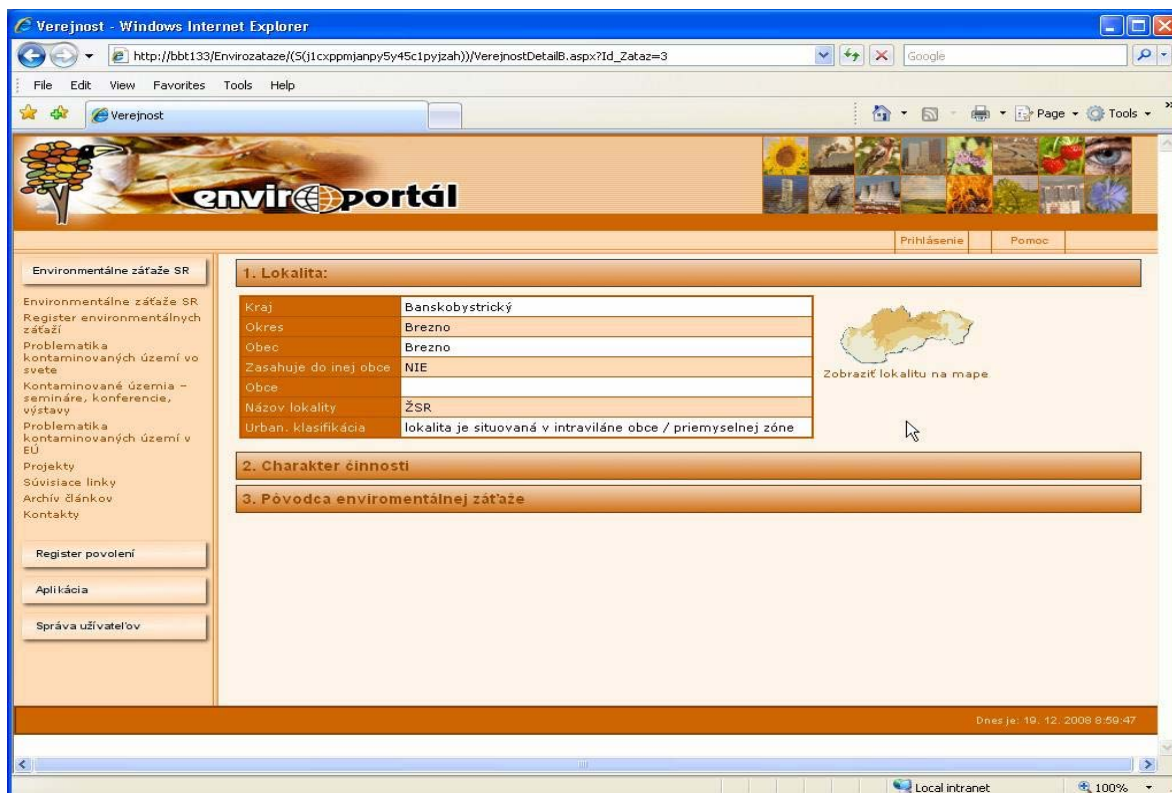 Verejnost - Windows Internet Explorer
http://bbt133/Envirozataze/(S(j1cxppmjanpy5y45c1pyjzah))/VerejnostDetailB.aspx?Id_Zataz=3
Google
File Edit View Favorites Tools Help
Verejnost
Page Tools
enviroportál
Prihlásenie Pomoc
Environmentálne záťaže SR
Environmentálne záťaže SR
Register environmentálnych
záťaží
Problematika
kontaminovaných území vo
svete
Kontaminované územia –
semináre, konferencie,
výstavy
Problematika
kontaminovaných území v
EÚ
Projekty
Súvisiace linky
Archív článkov
Kontakty
Register povolení
Aplikácia
Správa užívateľov
1. Lokalita:
Kraj Banskobystrický
Okres Brezno
Obec Brezno
Zasahuje do inej obce NIE
Obce
Názov lokality ŽSR
Urban. klasifikácia lokalita je situovaná v intraviláne obce / priemyselnej zóne
Zobraziť lokalitu na mape
2. Charakter činnosti
3. Pôvodca enviromentálnej záťaže
Dnes je: 19. 12. 2008 8:59:47
Local intranet 100%